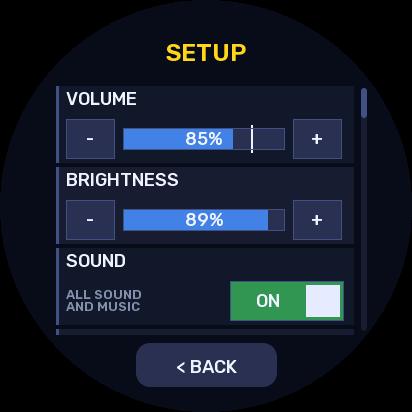 SETUP
VOLUME
- 85% +
BRIGHTNESS
- 89% +
SOUND
ALL SOUND
AND MUSIC
ON
< BACK